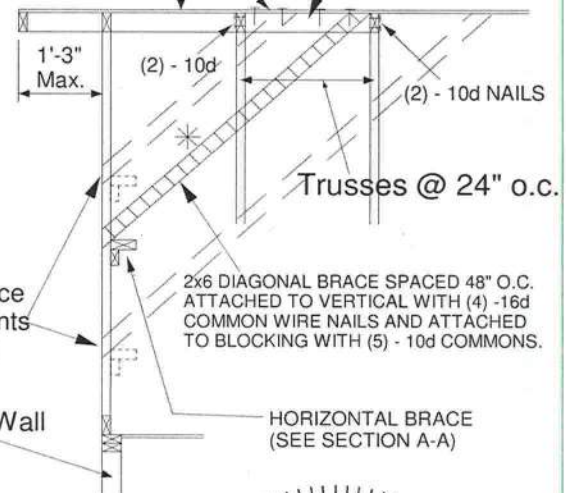 1'-3"
Max.
(2) - 10d
(2) - 10d NAILS
Trusses @ 24" o.c.
2x6 DIAGONAL BRACE SPACED 48" O.C.
ATTACHED TO VERTICAL WITH (4) -16d
COMMON WIRE NAILS AND ATTACHED
TO BLOCKING WITH (5) - 10d COMMONS.
HORIZONTAL BRACE
(SEE SECTION A-A)
Wall